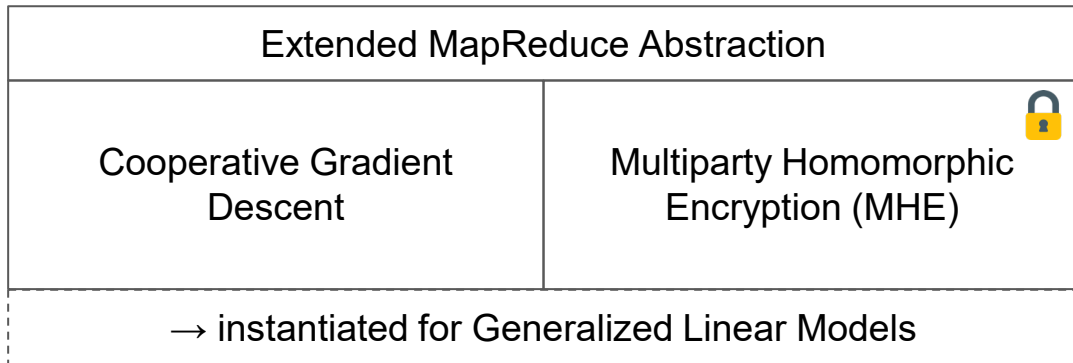 Extended MapReduce Abstraction
Cooperative Gradient
Descent
Multiparty Homomorphic
Encryption (MHE)
→ instantiated for Generalized Linear Models